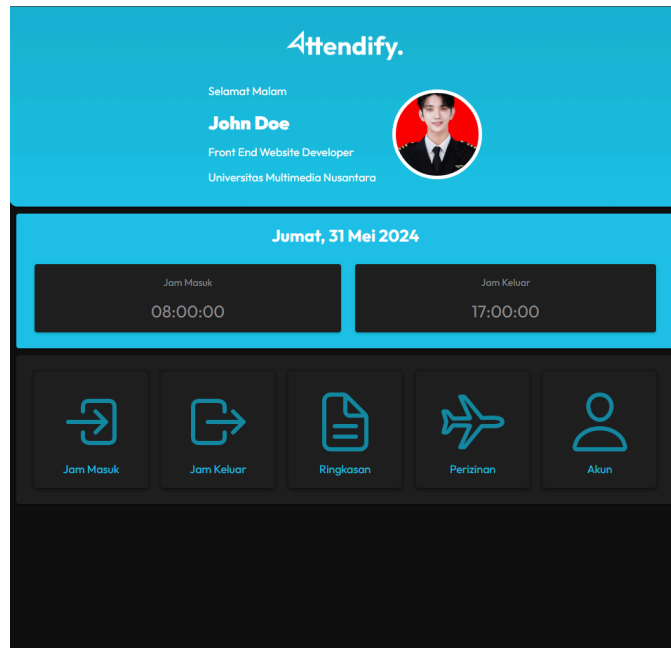 Attendify.
Selamat Malam
John Doe
Front End Website Developer
Universitas Multimedia Nusantara
Jumat, 31 Mei 2024
Jam Masuk
08:00:00
Jam Keluar
17:00:00
Jam Masuk
Jam Keluar
Ringkasan
Perizinan
Akun